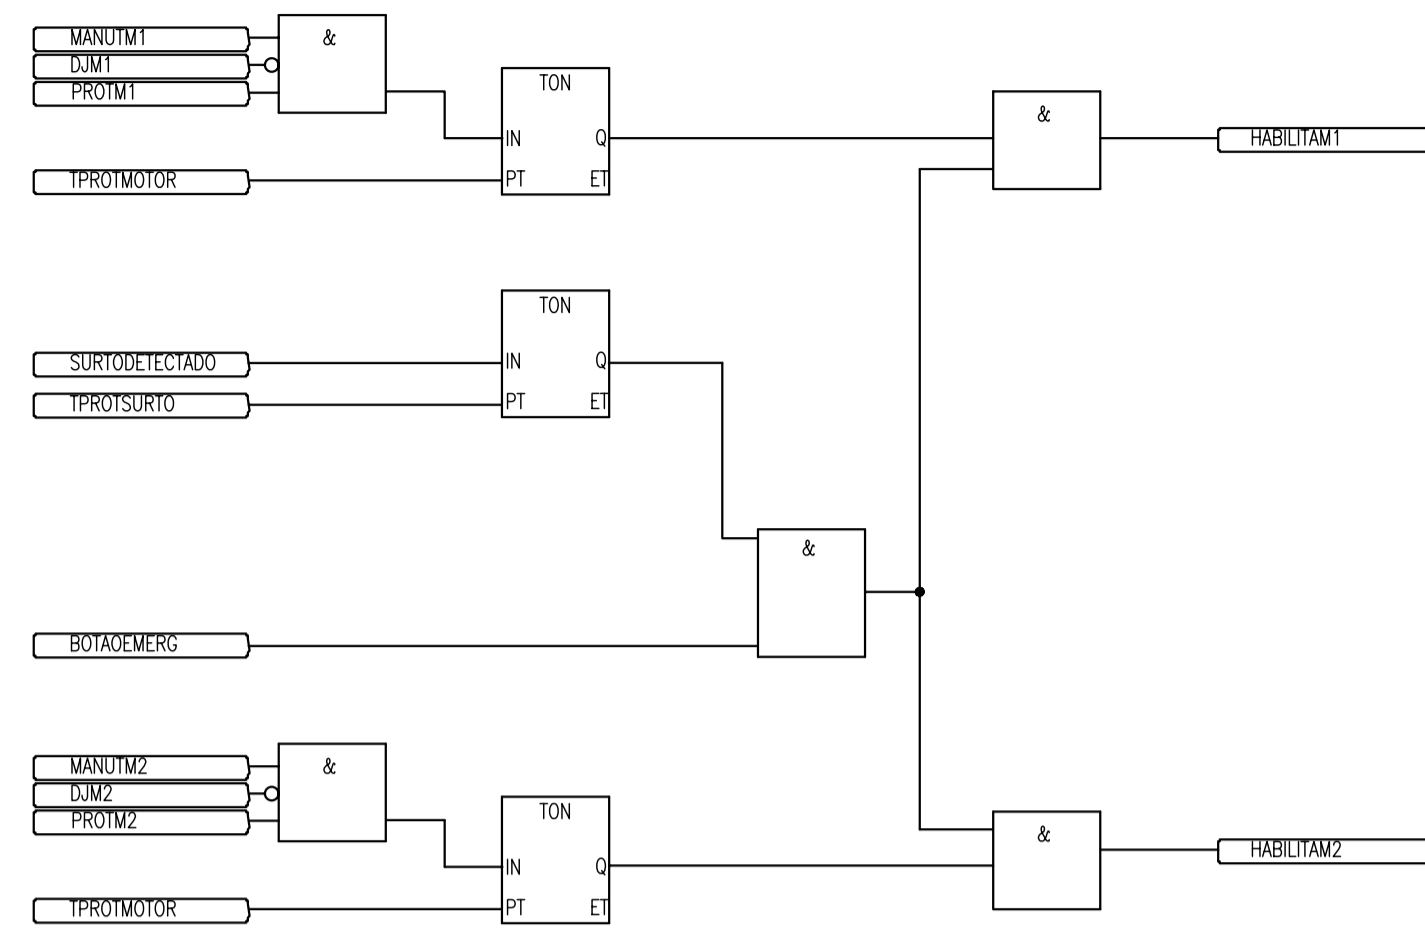 MANUTM1
&
DJM1
PROTM1
TON
&
IN
Q
HABILITAM1
TPROTMOTOR
PT
ET
TON
SURTODETECTADO
IN
Q
TPROTSURTO
PT
ET
&
BOTAOEMERG
MANUTM2
&
DJM2
PROTM2
TON
&
HABILITAM2
IN
Q
TPROTMOTOR
PT
ET